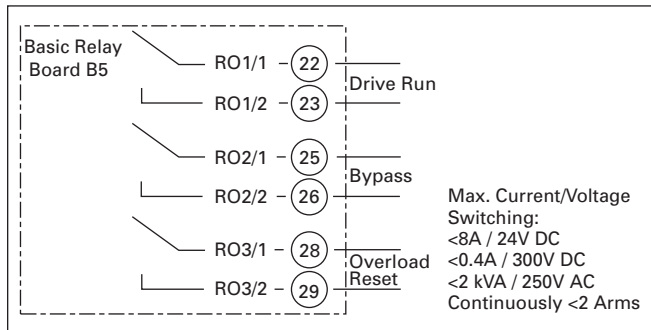 Basic Relay
Board B5
RO1/1 22
Drive Run
RO1/2 23
RO2/1 25
Bypass
RO2/2 26
RO3/1 28
Overload
Reset
RO3/2 29
Max. Current/Voltage
Switching:
<8A / 24V DC
<0.4A / 300V DC
<2 kVA / 250V AC
Continuously <2 Arms